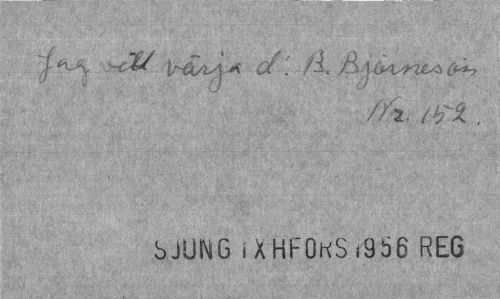 Jag vill värja d: B. Björneson
Nr. 152.
SJUNG I XHFORS 1956 REG